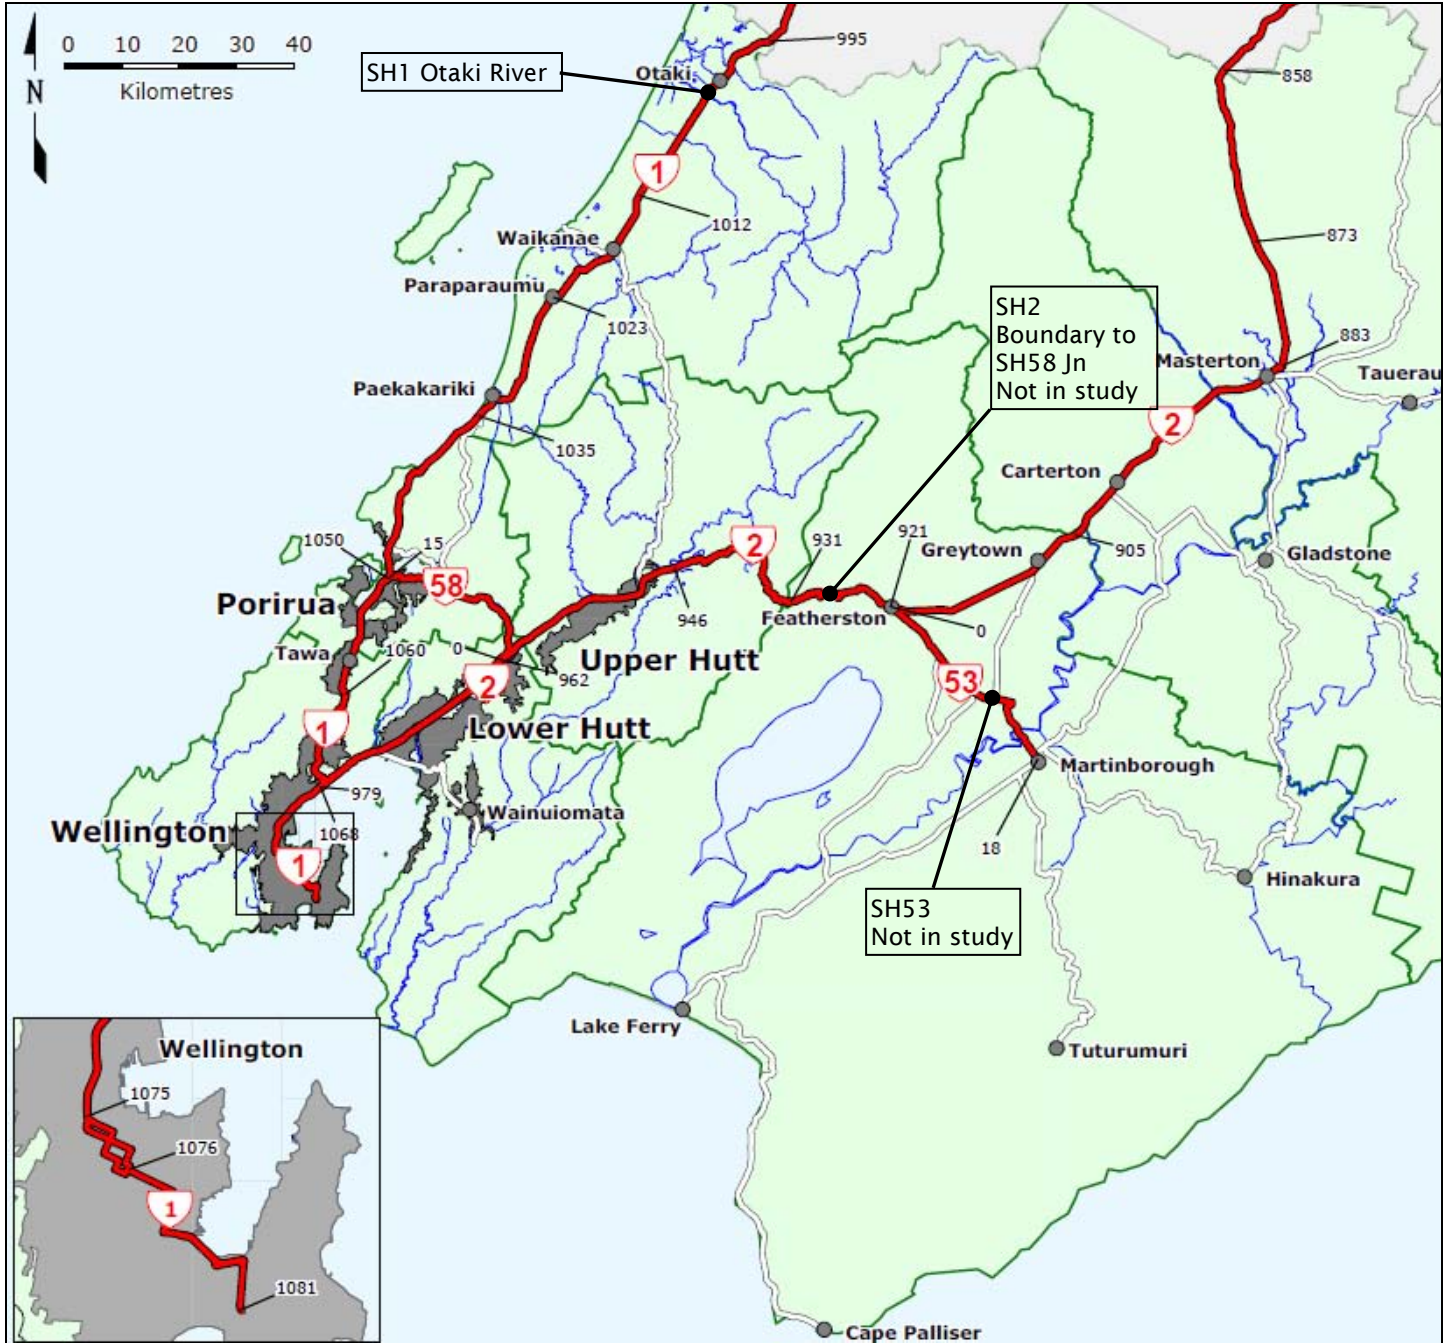 0 10 20 30 40
Kilometres
N
SH1 Otaki River
Otaki
995
858
1
1012
873
Waikanae
Paraparaumu
1023
SH2
Boundary to
SH58 Jn
Not in study
883
Masterton
Tauerau
Paekakariki
2
1035
Carterton
1050
15
2
931
921
Greytown
905
Gladstone
58
Porirua
Featherston
946
0
Tawa
1060
0
Upper Hutt
962
2
53
1
Lower Hutt
Martinborough
979
Wainuiomata
Wellington
1068
18
1
Hinakura
SH53
Not in study
Lake Ferry
Tuturumuri
Wellington
1075
1076
1
1081
Cape Palliser